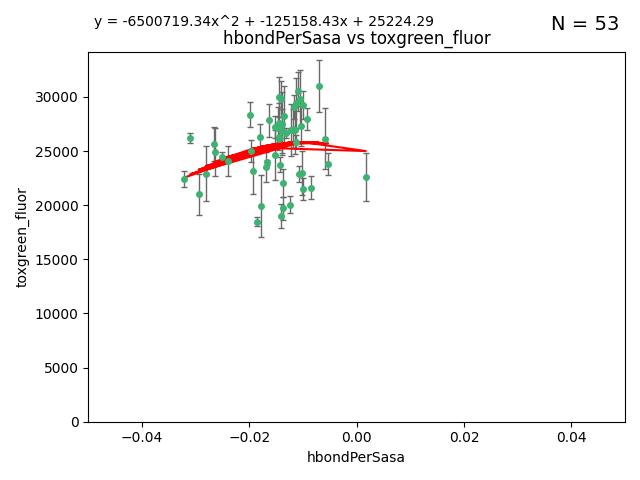 y = -6500719.34x^2 + -125158.43x + 25224.29
N = 53
hbondPerSasa vs toxgreen_fluor
toxgreen_fluor
30000
25000
20000
15000
10000
5000
0
−0.04
−0.02
0.00
0.02
0.04
hbondPerSasa